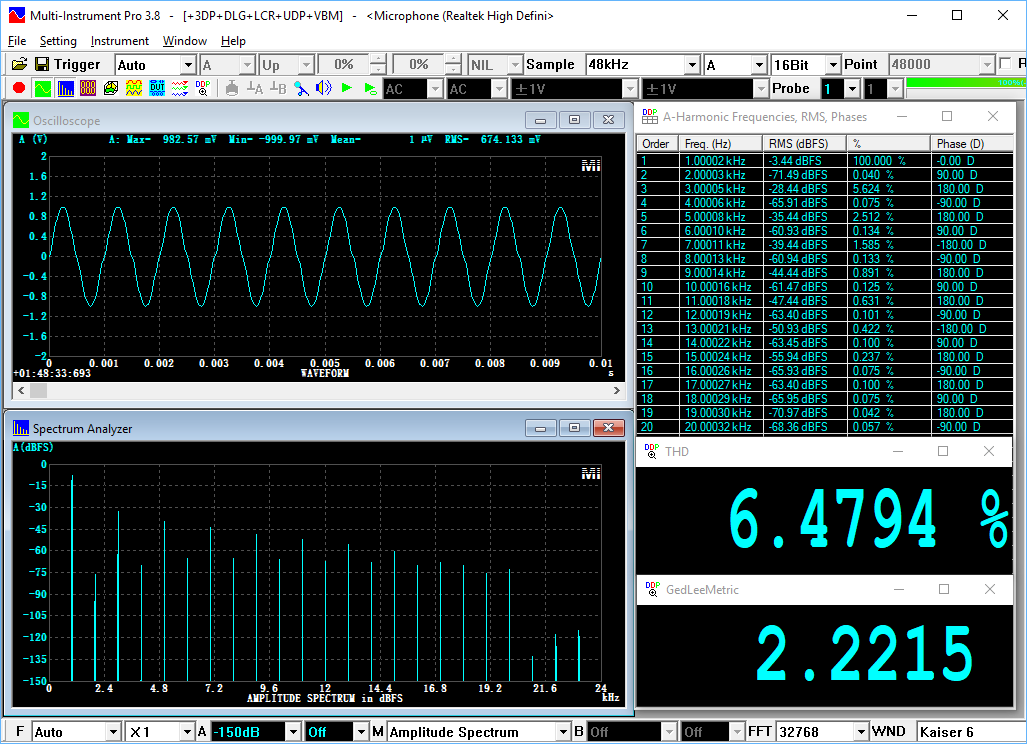 Multi-Instrument Pro 3.8 - [+3DP+DLG+LCR+UDP+VBM] - <Microphone (Realtek High Defini>
File Setting Instrument Window Help
Trigger Auto A Up 0% 0% NIL Sample 48kHz A 16Bit Point 48000 R
DDP AC AC ±1V ±1V Probe 1 1 100%
Oscilloscope
A (V) A: Max= 982.57 mV Min= -999.97 mV Mean= 1 µV RMS= 674.133 mV
MI
2
1.6
1.2
0.8
0.4
0
-0.4
-0.8
-1.2
-1.6
-2
0 0.001 0.002 0.003 0.004 0.005 0.006 0.007 0.008 0.009 0.01
+01:48:33:693 WAVEFORM s
Spectrum Analyzer
A(dBFS)
MI
0
-15
-30
-45
-60
-75
-90
-105
-120
-135
-150
0 2.4 4.8 7.2 9.6 12 14.4 16.8 19.2 21.6 24
AMPLITUDE SPECTRUM in dBFS kHz
DDP A-Harmonic Frequencies, RMS, Phases
Order Freq. (Hz) RMS (dBFS) % Phase (D)
1 1.00002 kHz -3.44 dBFS 100.000 % -0.00 D
2 2.00003 kHz -71.49 dBFS 0.040 % 90.00 D
3 3.00005 kHz -28.44 dBFS 5.624 % 180.00 D
4 4.00006 kHz -65.91 dBFS 0.075 % -90.00 D
5 5.00008 kHz -35.44 dBFS 2.512 % 180.00 D
6 6.00010 kHz -60.93 dBFS 0.134 % 90.00 D
7 7.00011 kHz -39.44 dBFS 1.585 % -180.00 D
8 8.00013 kHz -60.94 dBFS 0.133 % -90.00 D
9 9.00014 kHz -44.44 dBFS 0.891 % 180.00 D
10 10.00016 kHz -61.47 dBFS 0.125 % 90.00 D
11 11.00018 kHz -47.44 dBFS 0.631 % 180.00 D
12 12.00019 kHz -63.40 dBFS 0.101 % -90.00 D
13 13.00021 kHz -50.93 dBFS 0.422 % -180.00 D
14 14.00022 kHz -63.45 dBFS 0.100 % 90.00 D
15 15.00024 kHz -55.94 dBFS 0.237 % 180.00 D
16 16.00026 kHz -65.93 dBFS 0.075 % -90.00 D
17 17.00027 kHz -63.40 dBFS 0.100 % 180.00 D
18 18.00029 kHz -65.95 dBFS 0.075 % 90.00 D
19 19.00030 kHz -70.97 dBFS 0.042 % 180.00 D
20 20.00032 kHz -68.36 dBFS 0.057 % -90.00 D
DDP THD
6.4794 %
DDP GedLeeMetric
2.2215
F Auto X1 A -150dB Off M Amplitude Spectrum B Off Off FFT 32768 WND Kaiser 6